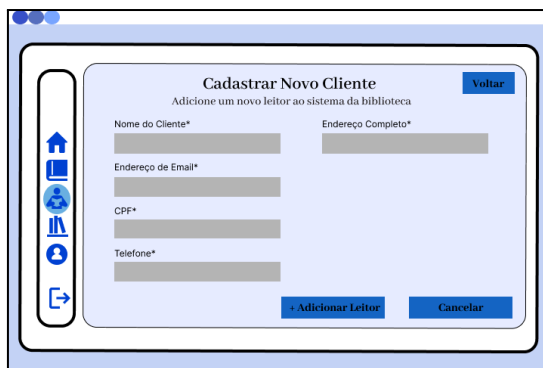 Cadastrar Novo Cliente
Voltar
Adicione um novo leitor ao sistema da biblioteca
Nome do Cliente*
Endereço Completo*
Endereço de Email*
CPF*
Telefone*
+ Adicionar Leitor
Cancelar